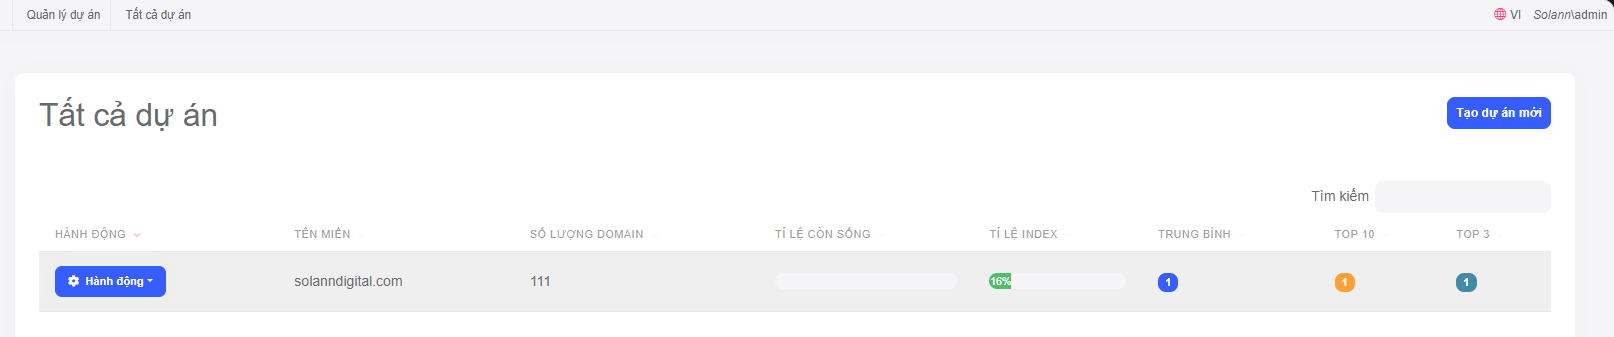 Quản lý dự án Tất cả dự án VI Solann\admin
Tất cả dự án Tạo dự án mới
Tìm kiếm
HÀNH ĐỘNG TÊN MIỀN SỐ LƯỢNG DOMAIN TỈ LỆ CÒN SỐNG TỈ LỆ INDEX TRUNG BÌNH TOP 10 TOP 3
Hành động solanndigital.com 111 16% 1 1 1